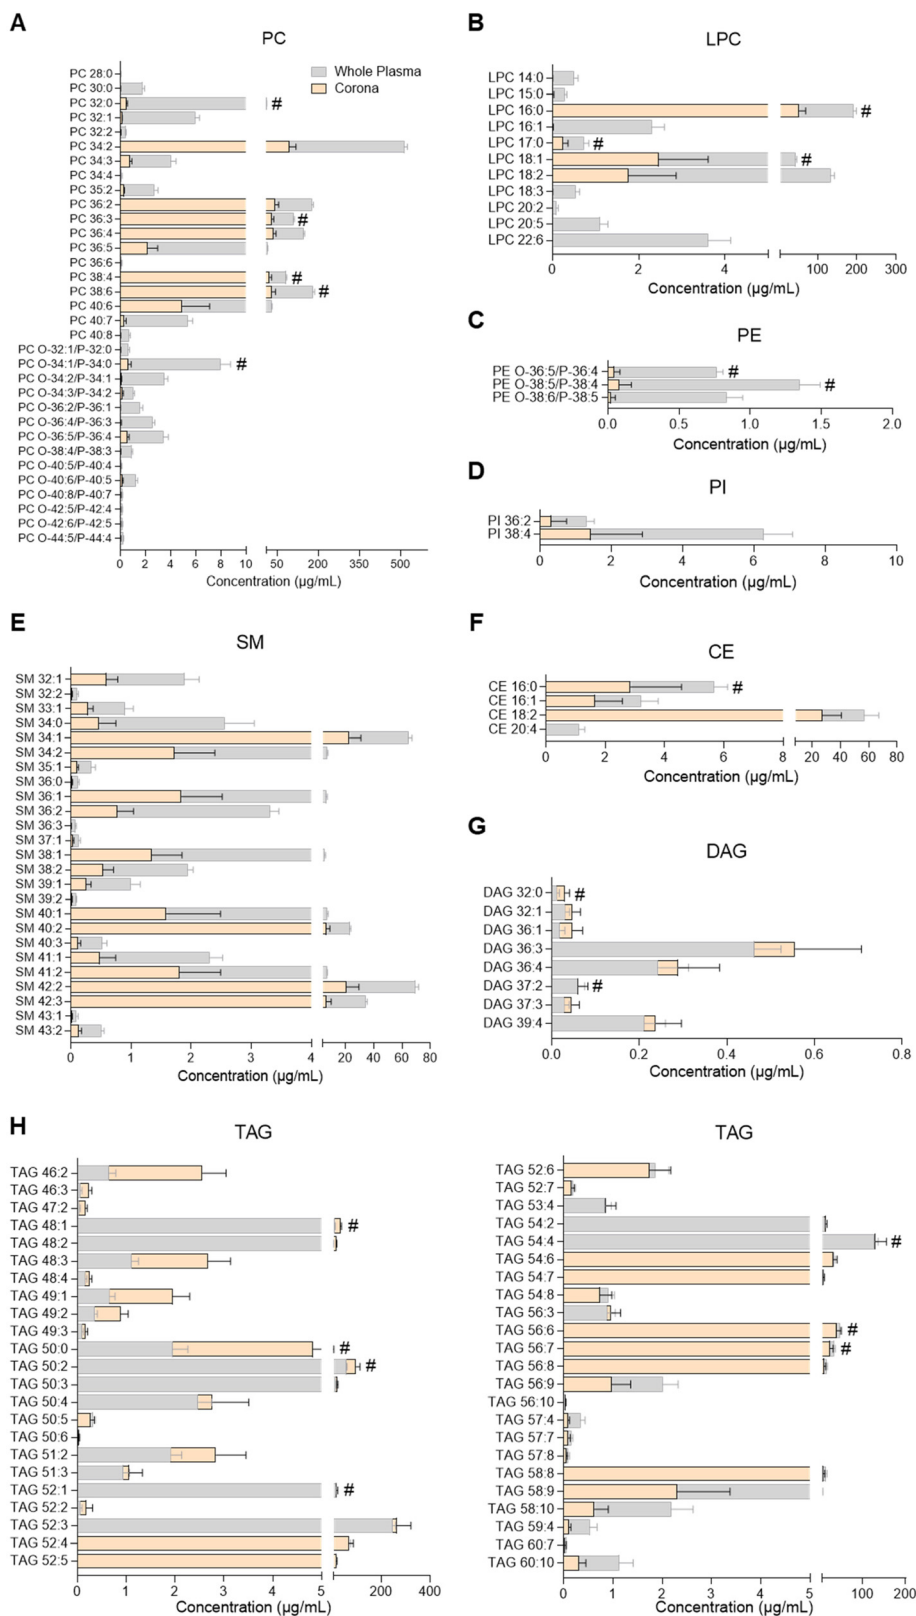 A
PC
Whole Plasma
Corona
PC 28:0
PC 30:0
PC 32:0
#
PC 32:1
PC 32:2
PC 34:2
PC 34:3
PC 34:4
PC 35:2
PC 36:2
PC 36:3
#
PC 36:4
PC 36:5
PC 36:6
PC 38:4
#
PC 38:6
#
PC 40:6
PC 40:7
PC 40:8
PC O-32:1/P-32:0
PC O-34:1/P-34:0
#
PC O-34:2/P-34:1
PC O-34:3/P-34:2
PC O-36:2/P-36:1
PC O-36:4/P-36:3
PC O-36:5/P-36:4
PC O-38:4/P-38:3
PC O-40:5/P-40:4
PC O-40:6/P-40:5
PC O-40:8/P-40:7
PC O-42:5/P-42:4
PC O-42:6/P-42:5
PC O-44:5/P-44:4
0 2 4 6 8 10 50 200 350 500
Concentration (µg/mL)
B
LPC
LPC 14:0
LPC 15:0
LPC 16:0
#
LPC 16:1
LPC 17:0
#
LPC 18:1
#
LPC 18:2
LPC 18:3
LPC 20:2
LPC 20:5
LPC 22:6
0 2 4 100 200 300
Concentration (µg/mL)
C
PE
PE O-36:5/P-36:4
#
PE O-38:5/P-38:4
#
PE O-38:6/P-38:5
0.0 0.5 1.0 1.5 2.0
Concentration (µg/mL)
D
PI
PI 36:2
PI 38:4
0 2 4 6 8 10
Concentration (µg/mL)
E
SM
SM 32:1
SM 32:2
SM 33:1
SM 34:0
SM 34:1
SM 34:2
SM 35:1
SM 36:0
SM 36:1
SM 36:2
SM 36:3
SM 37:1
SM 38:1
SM 38:2
SM 39:1
SM 39:2
SM 40:1
SM 40:2
SM 40:3
SM 41:1
SM 41:2
SM 42:2
SM 42:3
SM 43:1
SM 43:2
0 1 2 3 4 20 40 60 80
Concentration (µg/mL)
F
CE
CE 16:0
#
CE 16:1
CE 18:2
CE 20:4
0 2 4 6 8 20 40 60 80
Concentration (µg/mL)
G
DAG
DAG 32:0
#
DAG 32:1
DAG 36:1
DAG 36:3
DAG 36:4
DAG 37:2
#
DAG 37:3
DAG 39:4
0.0 0.2 0.4 0.6 0.8
Concentration (µg/mL)
H
TAG
TAG 46:2
TAG 46:3
TAG 47:2
TAG 48:1
#
TAG 48:2
TAG 48:3
TAG 48:4
TAG 49:1
TAG 49:2
TAG 49:3
TAG 50:0
#
TAG 50:2
#
TAG 50:3
TAG 50:4
TAG 50:5
TAG 50:6
TAG 51:2
TAG 51:3
TAG 52:1
#
TAG 52:2
TAG 52:3
TAG 52:4
TAG 52:5
0 1 2 3 4 5 200 400
Concentration (µg/mL)
TAG
TAG 52:6
TAG 52:7
TAG 53:4
TAG 54:2
TAG 54:4
#
TAG 54:6
TAG 54:7
TAG 54:8
TAG 56:3
TAG 56:6
#
TAG 56:7
#
TAG 56:8
TAG 56:9
TAG 56:10
TAG 57:4
TAG 57:7
TAG 57:8
TAG 58:8
TAG 58:9
TAG 58:10
TAG 59:4
TAG 60:7
TAG 60:10
0 1 2 3 4 5 100 200
Concentration (µg/mL)